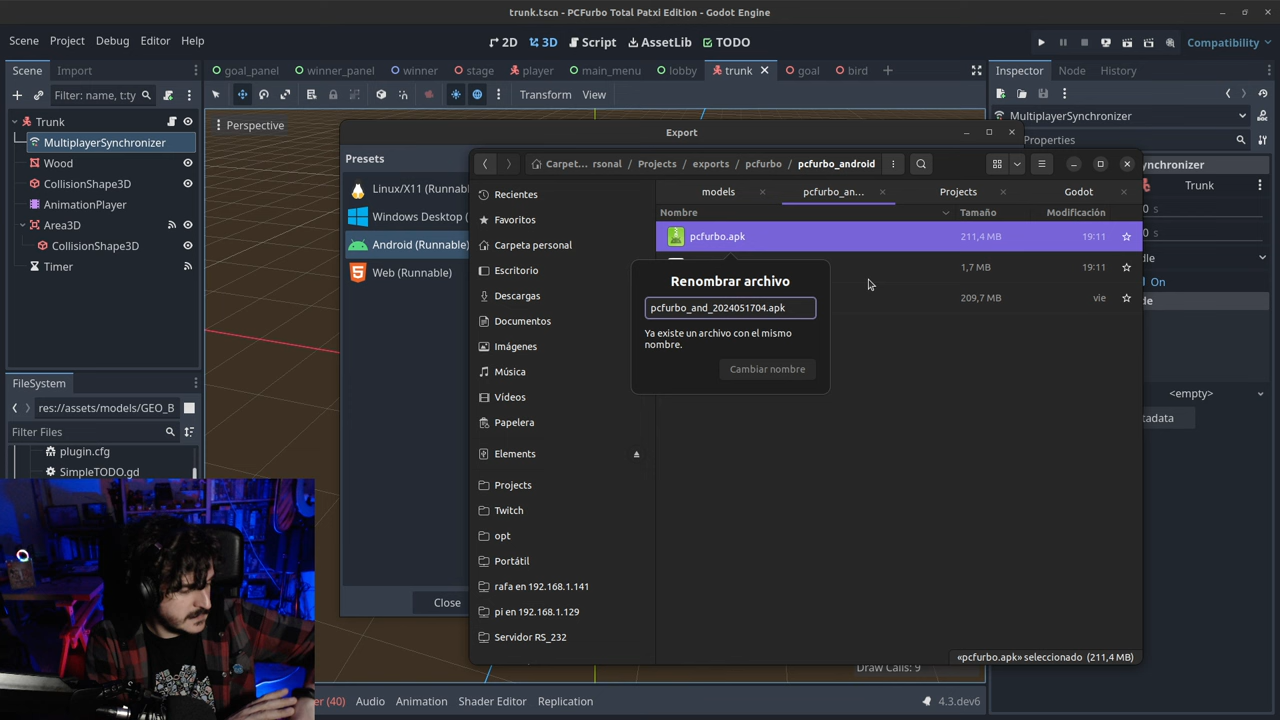 trunk.tscn - PCFurbo Total Patxi Edition - Godot Engine
Scene Project Debug Editor Help
2D 3D Script AssetLib TODO
Compatibility
Scene Import
goal_panel winner_panel winner stage player main_menu lobby trunk goal bird
Inspector Node History
Filter: name, t:ty
Transform View
Perspective
MultiplayerSynchronizer
Properties
Trunk
MultiplayerSynchronizer
Wood
CollisionShape3D
AnimationPlayer
Area3D
CollisionShape3D
Timer
Export
Presets
Linux/X11 (Runnabl
Windows Desktop (
Android (Runnable)
Web (Runnable)
Close
Carpet… rsonal / Projects / exports / pcfurbo / pcfurbo_android
Recientes
Favoritos
Carpeta personal
Escritorio
Descargas
Documentos
Imágenes
Música
Vídeos
Papelera
Elements
Projects
Twitch
opt
Portátil
rafa en 192.168.1.141
pi en 192.168.1.129
Servidor RS_232
models pcfurbo_an… Projects Godot
Nombre Tamaño Modificación
pcfurbo.apk 211,4 MB 19:11
1,7 MB 19:11
209,7 MB vie
Renombrar archivo
pcfurbo_and_2024051704.apk
Ya existe un archivo con el mismo
nombre.
Cambiar nombre
«pcfurbo.apk» seleccionado (211,4 MB)
Draw Calls: 9
ynchronizer
Trunk
s
s
dle
On
de
<empty>
tadata
FileSystem
res://assets/models/GEO_B
Filter Files
plugin.cfg
SimpleTODO.gd
er (40) Audio Animation Shader Editor Replication
4.3.dev6